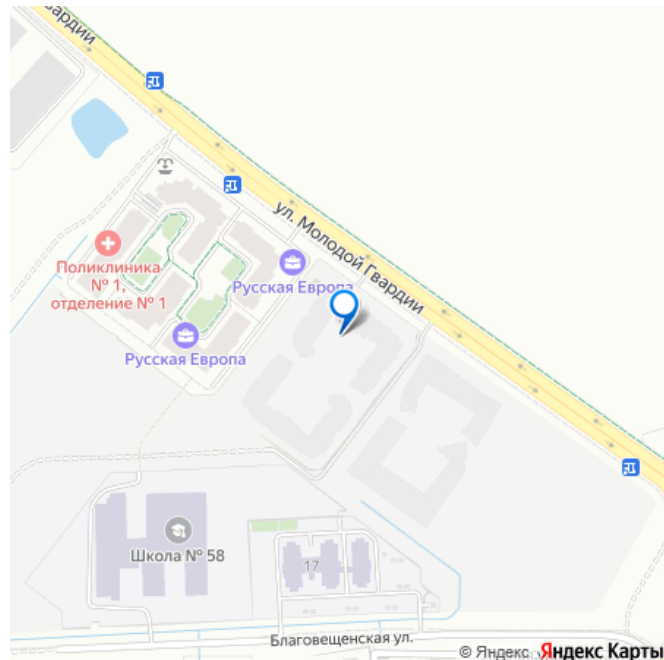 вардии
ул. Молодой Гвардии
Поликлиника
№ 1,
отделение № 1
Русская Европа
Русская Европа
Школа № 58
17
Благовещенская ул.
© Яндекс Яндекс Карты